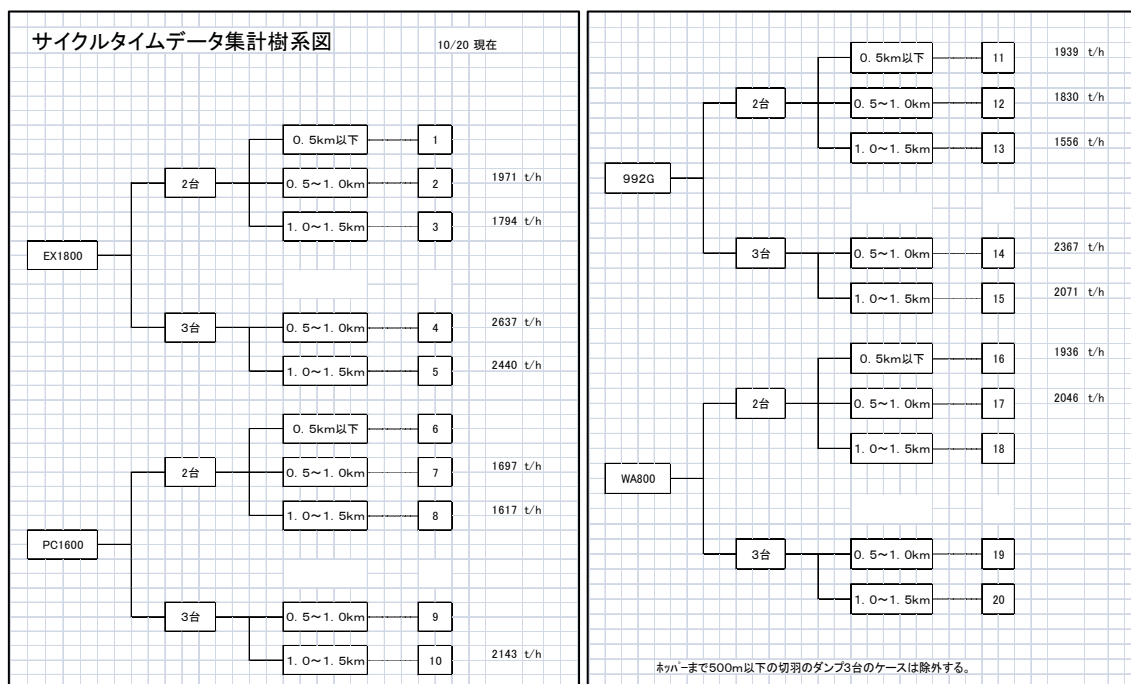 サイクルタイムデータ集計樹系図
10/20 現在
EX1800
2台
0.5km以下 1
0.5～1.0km 2 1971 t/h
1.0～1.5km 3 1794 t/h
3台
0.5～1.0km 4 2637 t/h
1.0～1.5km 5 2440 t/h
PC1600
2台
0.5km以下 6
0.5～1.0km 7 1697 t/h
1.0～1.5km 8 1617 t/h
3台
0.5～1.0km 9
1.0～1.5km 10 2143 t/h
992G
2台
0.5km以下 11 1939 t/h
0.5～1.0km 12 1830 t/h
1.0～1.5km 13 1556 t/h
3台
0.5～1.0km 14 2367 t/h
1.0～1.5km 15 2071 t/h
WA800
2台
0.5km以下 16 1936 t/h
0.5～1.0km 17 2046 t/h
1.0～1.5km 18
3台
0.5～1.0km 19
1.0～1.5km 20
ﾎｯﾊﾟｰまで500m以下の切羽のダンプ3台のケースは除外する。